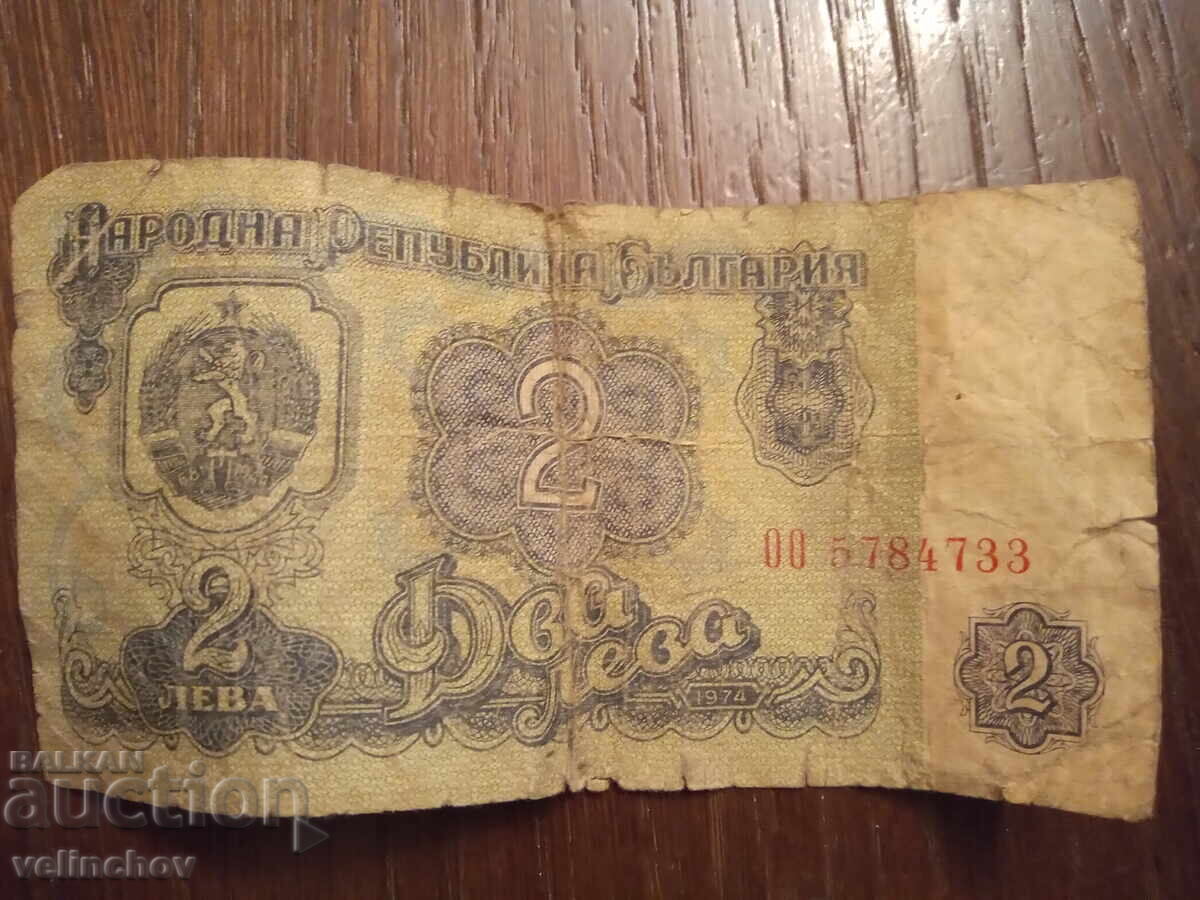 Народна Република България
2
ОО 5784733
2
ЛЕВА
Два
лева
1974
2
BALKAN
auction
velinchov